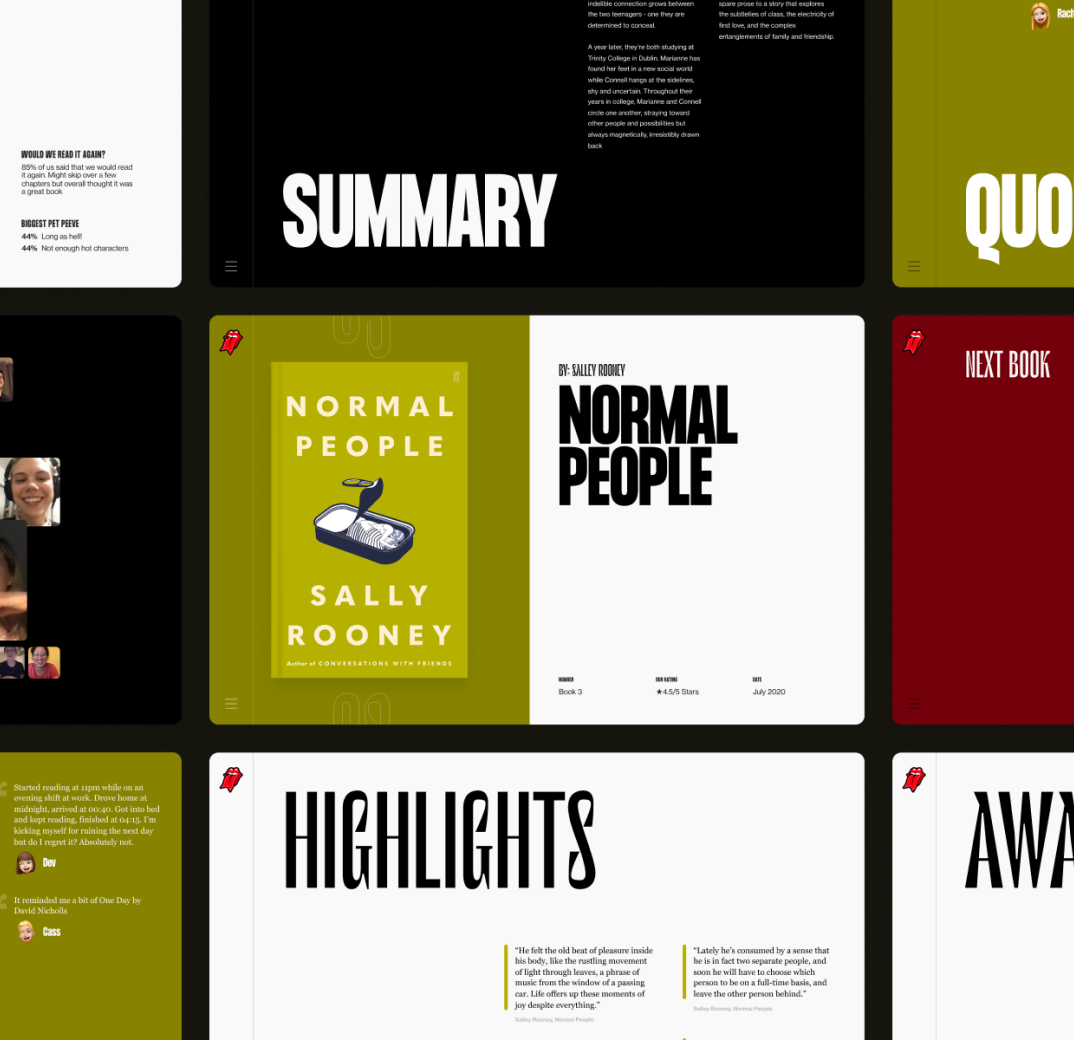 WOULD WE READ IT AGAIN?
85% of us said that we would read
it again. Might skip over a few
chapters but overall thought it was
a great book
BIGGEST PET PEEVE
44% Long as hell!
44% Not enough hot characters
indelible connection grows between
the two teenagers - one they are
determined to conceal.
A year later, they're both studying at
Trinity College in Dublin. Marianne has
found her feet in a new social world
while Connell hangs at the sidelines,
shy and uncertain. Throughout their
years in college, Marianne and Connell
circle one another, straying toward
other people and possibilities but
always magnetically, irresistibly drawn
back
spare prose to a story that explores
the subtleties of class, the electricity of
first love, and the complex
entanglements of family and friendship.
SUMMARY
Rach
QUO
NORMAL
PEOPLE
SALLY
ROONEY
Author of CONVERSATIONS WITH FRIENDS
BY: SALLEY ROONEY
NORMAL
PEOPLE
NUMBER
Book 3
OUR RATING
★4.5/5 Stars
DATE
July 2020
NEXT BOOK
Started reading at 11pm while on an
evening shift at work. Drove home at
midnight, arrived at 00:40. Got into bed
and kept reading, finished at 04:15. I'm
kicking myself for ruining the next day
but do I regret it? Absolutely not.
Dev
It reminded me a bit of One Day by
David Nicholls
Cass
HIGHLIGHTS
"He felt the old beat of pleasure inside
his body, like the rustling movement
of light through leaves, a phrase of
music from the window of a passing
car. Life offers up these moments of
joy despite everything."
Salley Rooney, Normal People
"Lately he's consumed by a sense that
he is in fact two separate people, and
soon he will have to choose which
person to be on a full-time basis, and
leave the other person behind."
Salley Rooney, Normal People
AWA